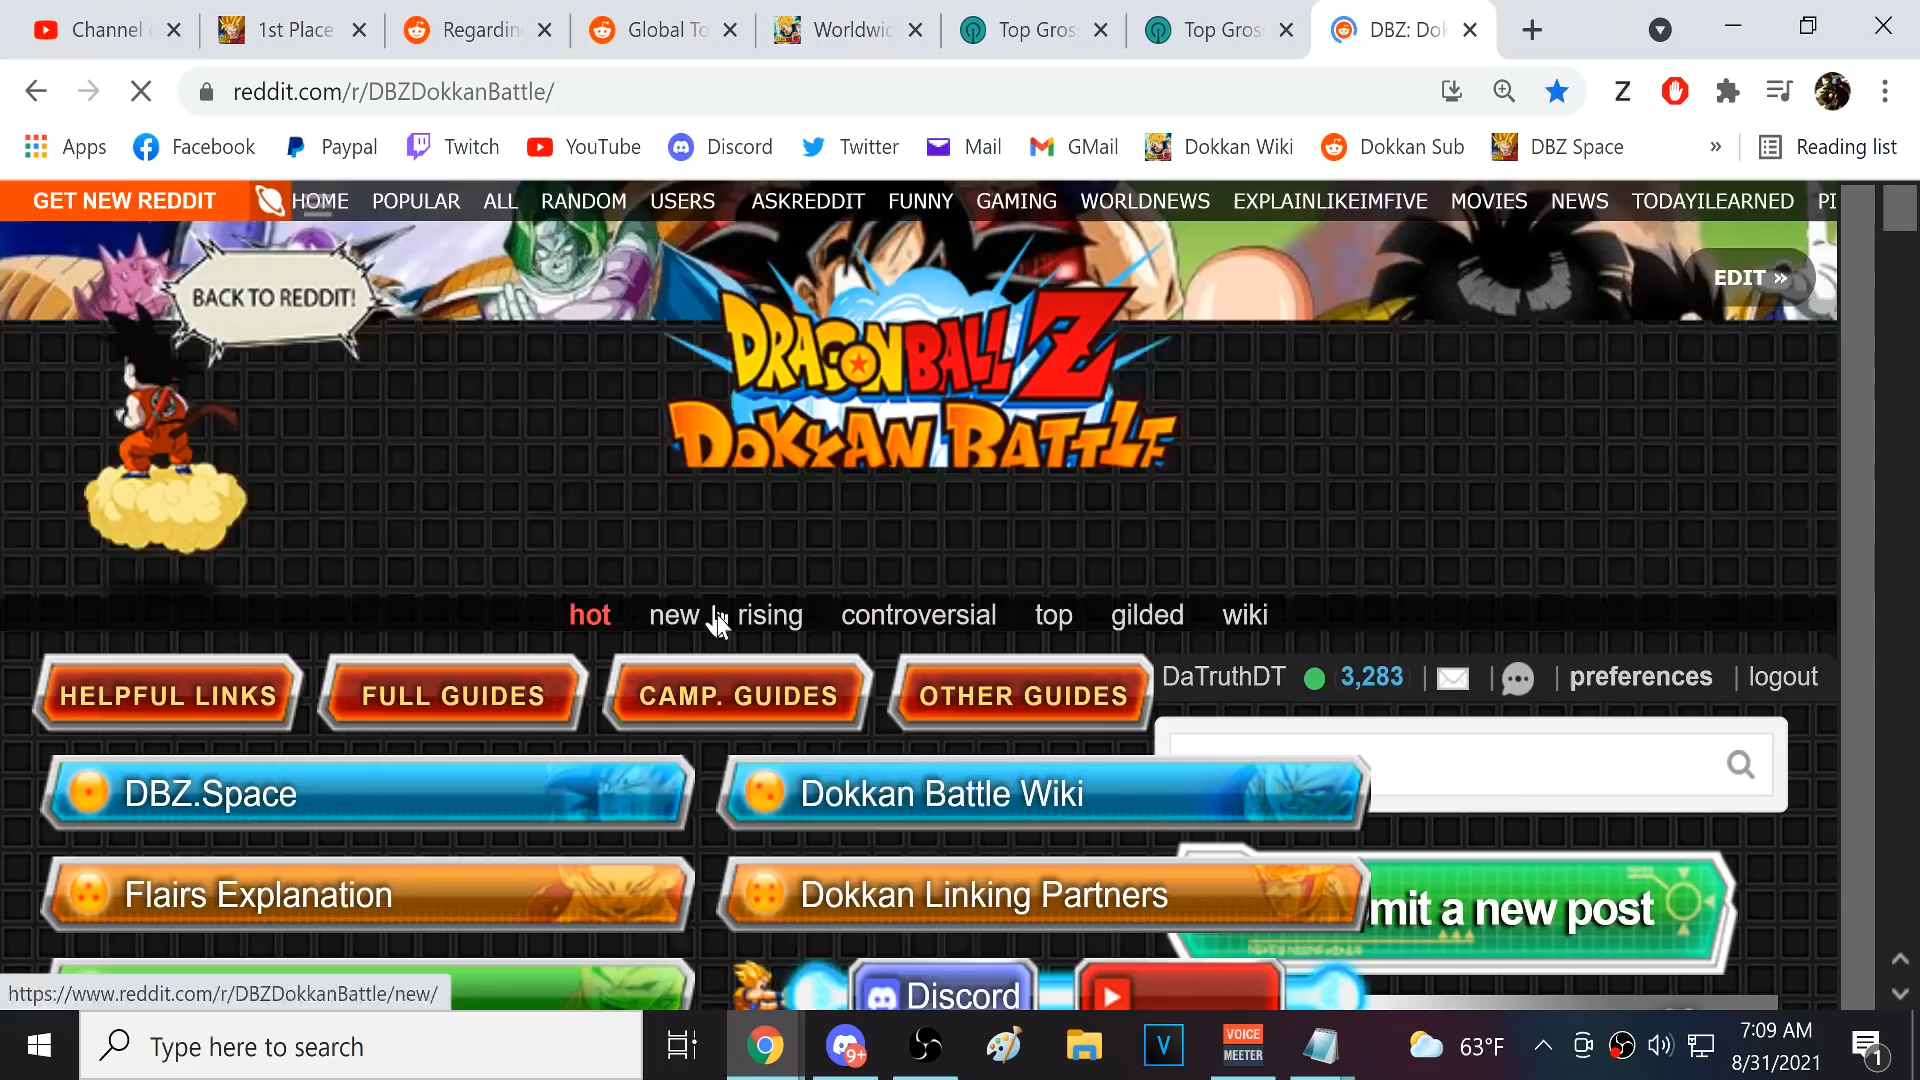 Channel
1st Place
Regarding
Global To
Worldwid
Top Gros
Top Gros
DBZ: Dok
reddit.com/r/DBZDokkanBattle/
Z
Apps
Facebook
Paypal
Twitch
YouTube
Discord
Twitter
Mail
GMail
Dokkan Wiki
Dokkan Sub
DBZ Space
»
Reading list
GET NEW REDDIT
HOME
POPULAR
ALL
RANDOM
USERS
ASKREDDIT
FUNNY
GAMING
WORLDNEWS
EXPLAINLIKEIMFIVE
MOVIES
NEWS
TODAYILEARNED
PI
BACK TO REDDIT!
EDIT »
DRAGON BALL Z
DOKKAN BATTLE
hot
new
rising
controversial
top
gilded
wiki
HELPFUL LINKS
FULL GUIDES
CAMP. GUIDES
OTHER GUIDES
DaTruthDT
3,283
|
|
| preferences
| logout
DBZ.Space
Dokkan Battle Wiki
Flairs Explanation
Dokkan Linking Partners
mit a new post
Discord
https://www.reddit.com/r/DBZDokkanBattle/new/
Type here to search
9+
V
VOICE
MEETER
63°F
7:09 AM
8/31/2021
1